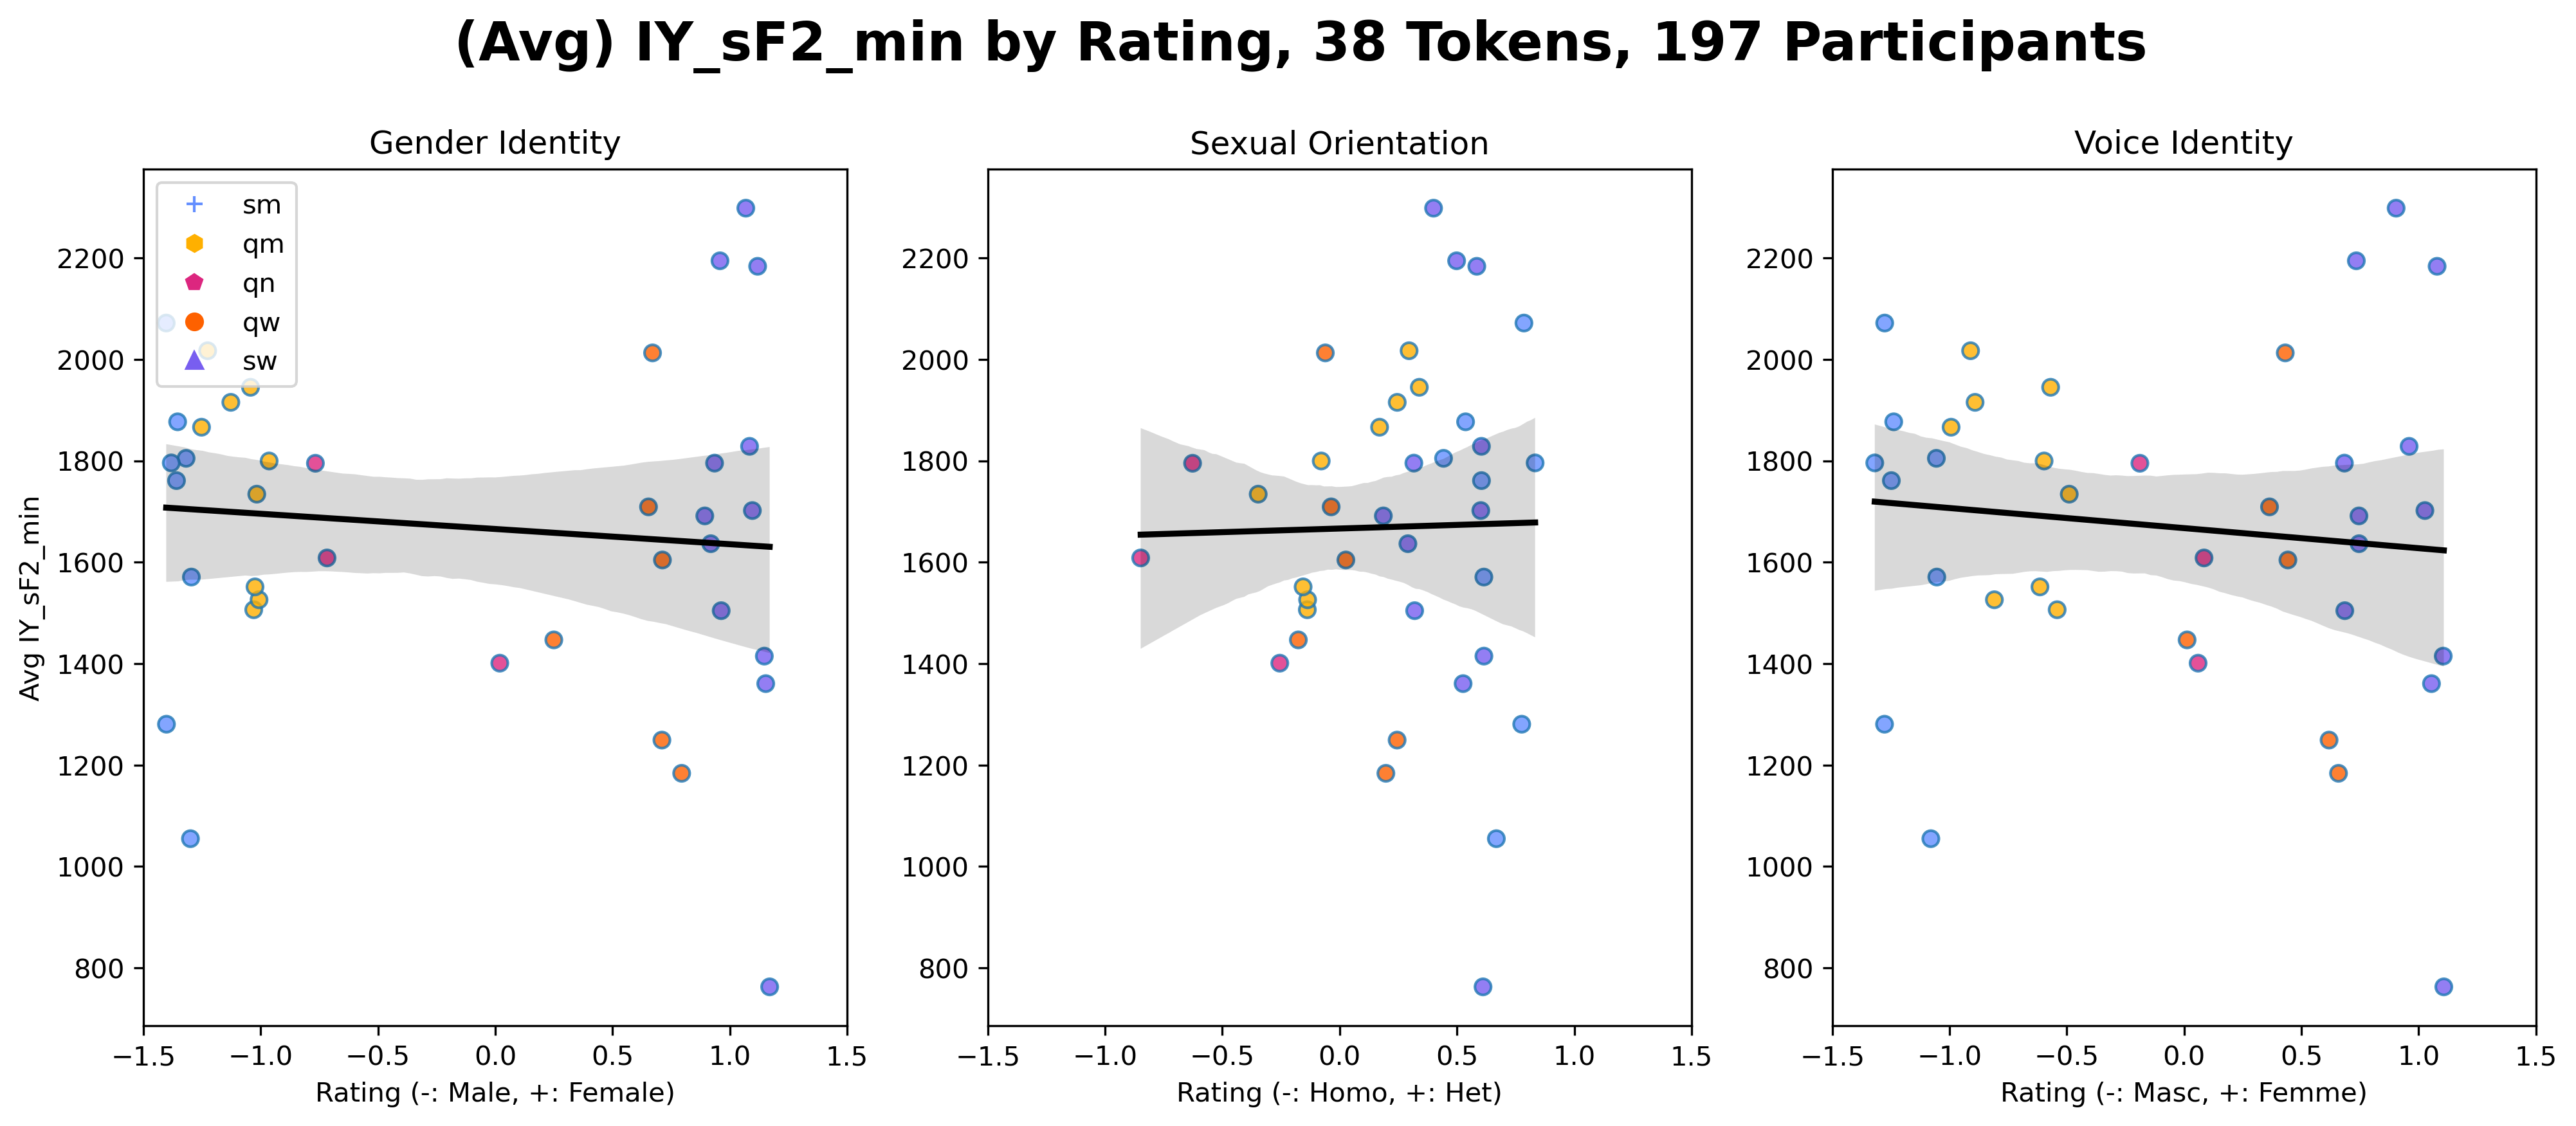 (Avg) IY_sF2_min by Rating, 38 Tokens, 197 Participants
Gender Identity
sm
qm
qn
qw
sw
Avg IY_sF2_min
2200
2000
1800
1600
1400
1200
1000
800
−1.5 −1.0 −0.5 0.0 0.5 1.0 1.5
Rating (-: Male, +: Female)
Sexual Orientation
2200
2000
1800
1600
1400
1200
1000
800
−1.5 −1.0 −0.5 0.0 0.5 1.0 1.5
Rating (-: Homo, +: Het)
Voice Identity
2200
2000
1800
1600
1400
1200
1000
800
−1.5 −1.0 −0.5 0.0 0.5 1.0 1.5
Rating (-: Masc, +: Femme)